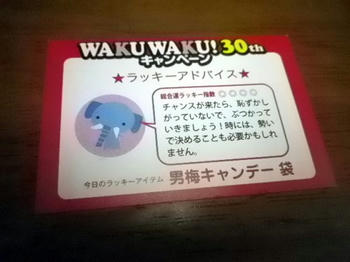 WAKU WAKU! 30th
キャンペーン
★ラッキーアドバイス★
総合運ラッキー指数
チャンスが来たら、恥ずかし
がっていないで、ぶつかって
いきましょう！時には、勢い
で決めることも必要かもしれ
ません。
今日のラッキーアイテム 男梅キャンデー 袋